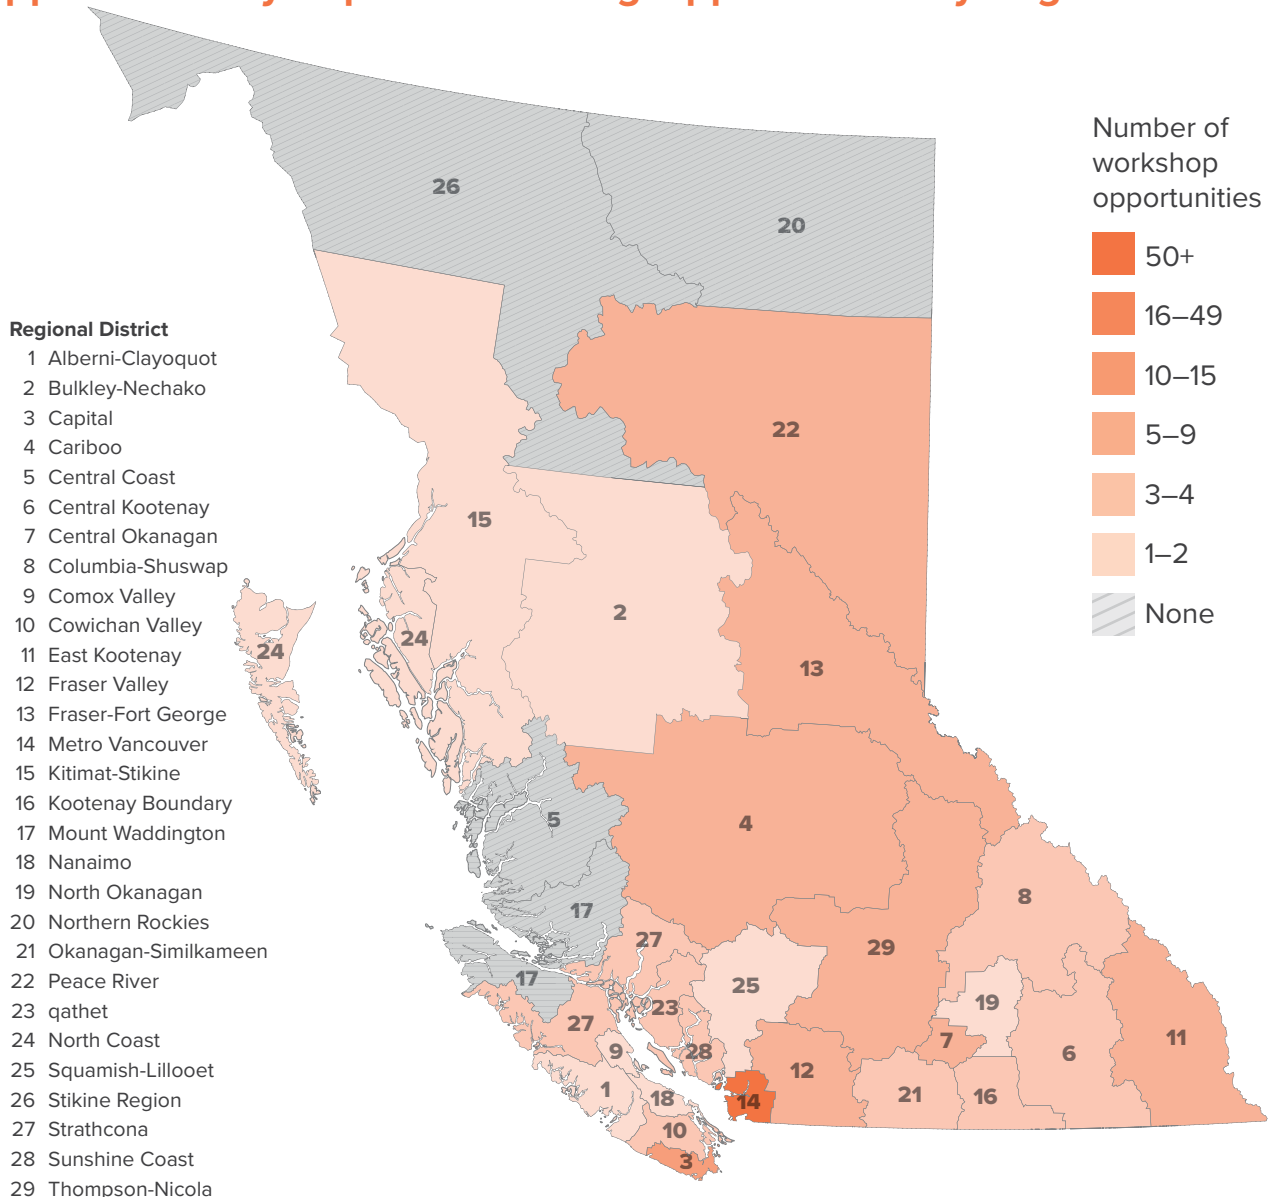 Number of
workshop
opportunities
50+
16–49
10–15
5–9
3–4
1–2
None
Regional District
1 Alberni-Clayoquot
2 Bulkley-Nechako
3 Capital
4 Cariboo
5 Central Coast
6 Central Kootenay
7 Central Okanagan
8 Columbia-Shuswap
9 Comox Valley
10 Cowichan Valley
11 East Kootenay
12 Fraser Valley
13 Fraser-Fort George
14 Metro Vancouver
15 Kitimat-Stikine
16 Kootenay Boundary
17 Mount Waddington
18 Nanaimo
19 North Okanagan
20 Northern Rockies
21 Okanagan-Similkameen
22 Peace River
23 qathet
24 North Coast
25 Squamish-Lillooet
26 Stikine Region
27 Strathcona
28 Sunshine Coast
29 Thompson-Nicola
26
20
22
15
2
24
24
13
5
4
8
17
27
29
17
25
19
23
27
11
7
9
28
6
12
1
18
14
21
16
10
3